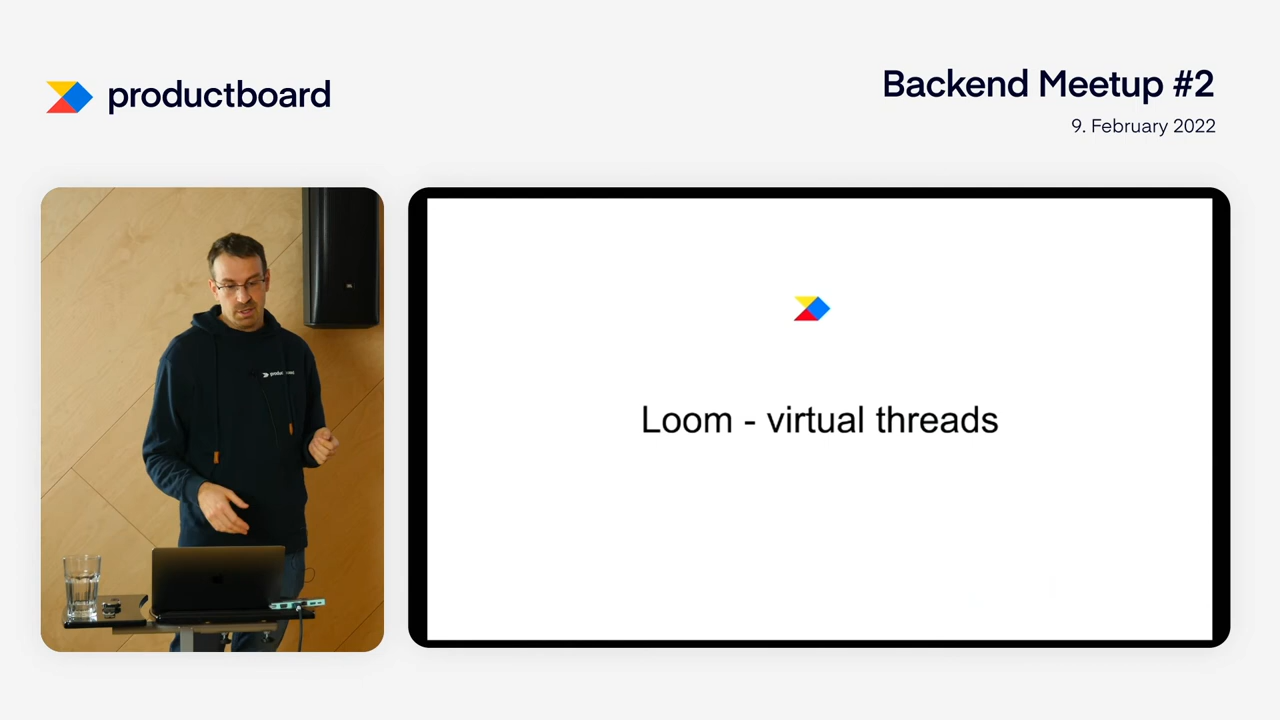 productboard
Backend Meetup #2
9. February 2022
Loom - virtual threads